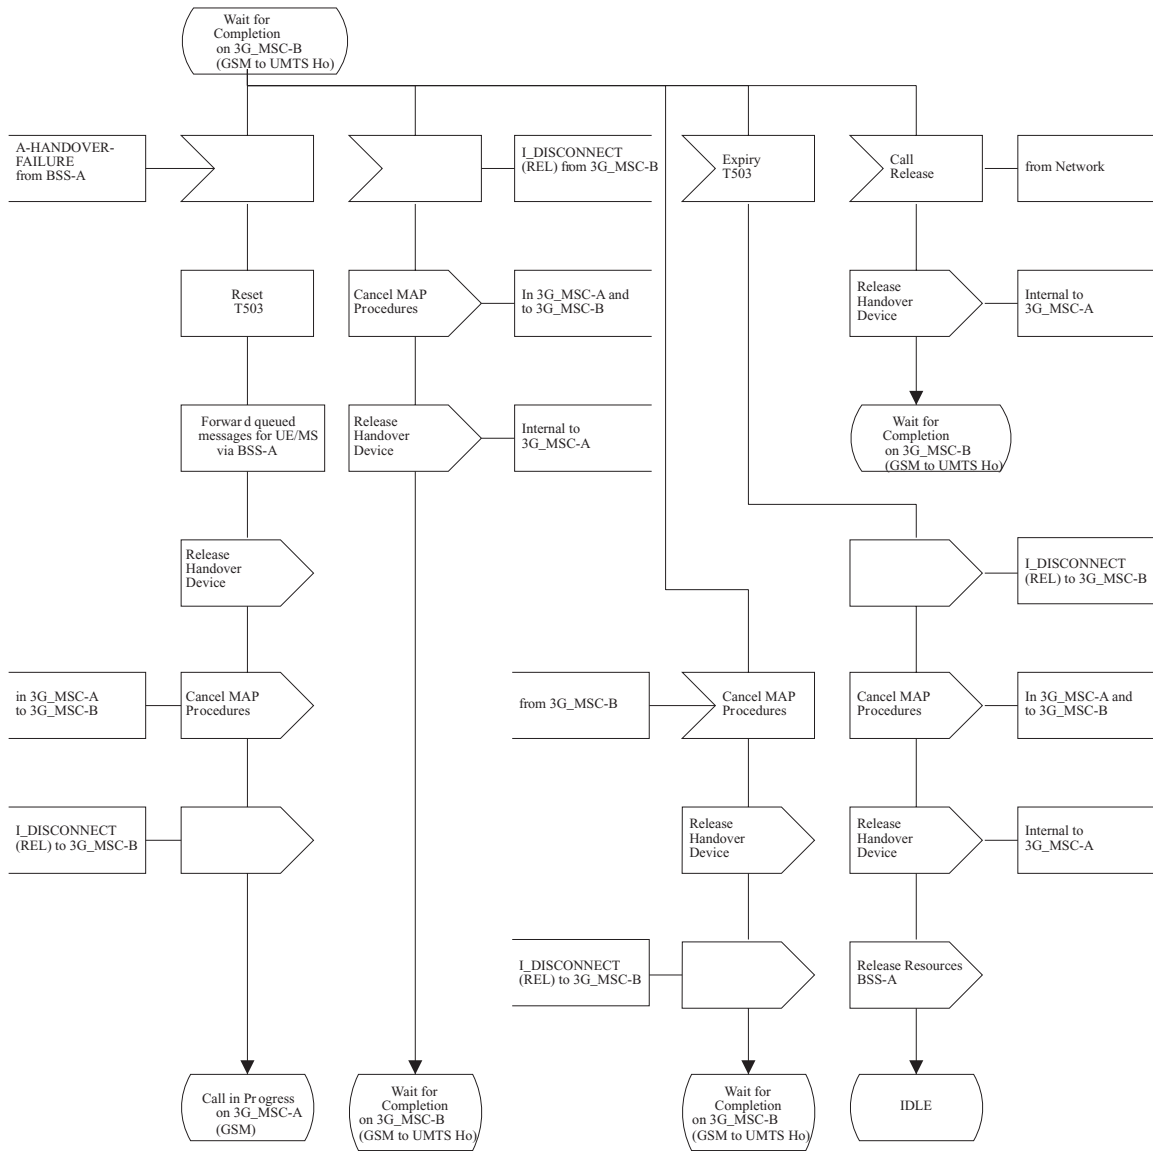 Wait for
Completion
on 3G_MSC-B
(GSM to UMTS Ho)
A-HANDOVER-
FAILURE
from BSS-A
I_DISCONNECT
(REL) from 3G_MSC-B
Expiry
T503
Call
Release
from Network
Reset
T503
Cancel MAP
Procedures
In 3G_MSC-A and
to 3G_MSC-B
Release
Handover
Device
Internal to
3G_MSC-A
Forward queued
messages for UE/MS
via BSS-A
Release
Handover
Device
Internal to
3G_MSC-A
Wait for
Completion
on 3G_MSC-B
(GSM to UMTS Ho)
Release
Handover
Device
I_DISCONNECT
(REL) to 3G_MSC-B
in 3G_MSC-A
to 3G_MSC-B
Cancel MAP
Procedures
from 3G_MSC-B
Cancel MAP
Procedures
Cancel MAP
Procedures
In 3G_MSC-A and
to 3G_MSC-B
I_DISCONNECT
(REL) to 3G_MSC-B
Release
Handover
Device
Release
Handover
Device
Internal to
3G_MSC-A
I_DISCONNECT
(REL) to 3G_MSC-B
Release Resources
BSS-A
Call in Progress
on 3G_MSC-A
(GSM)
Wait for
Completion
on 3G_MSC-B
(GSM to UMTS Ho)
Wait for
Completion
on 3G_MSC-B
(GSM to UMTS Ho)
IDLE